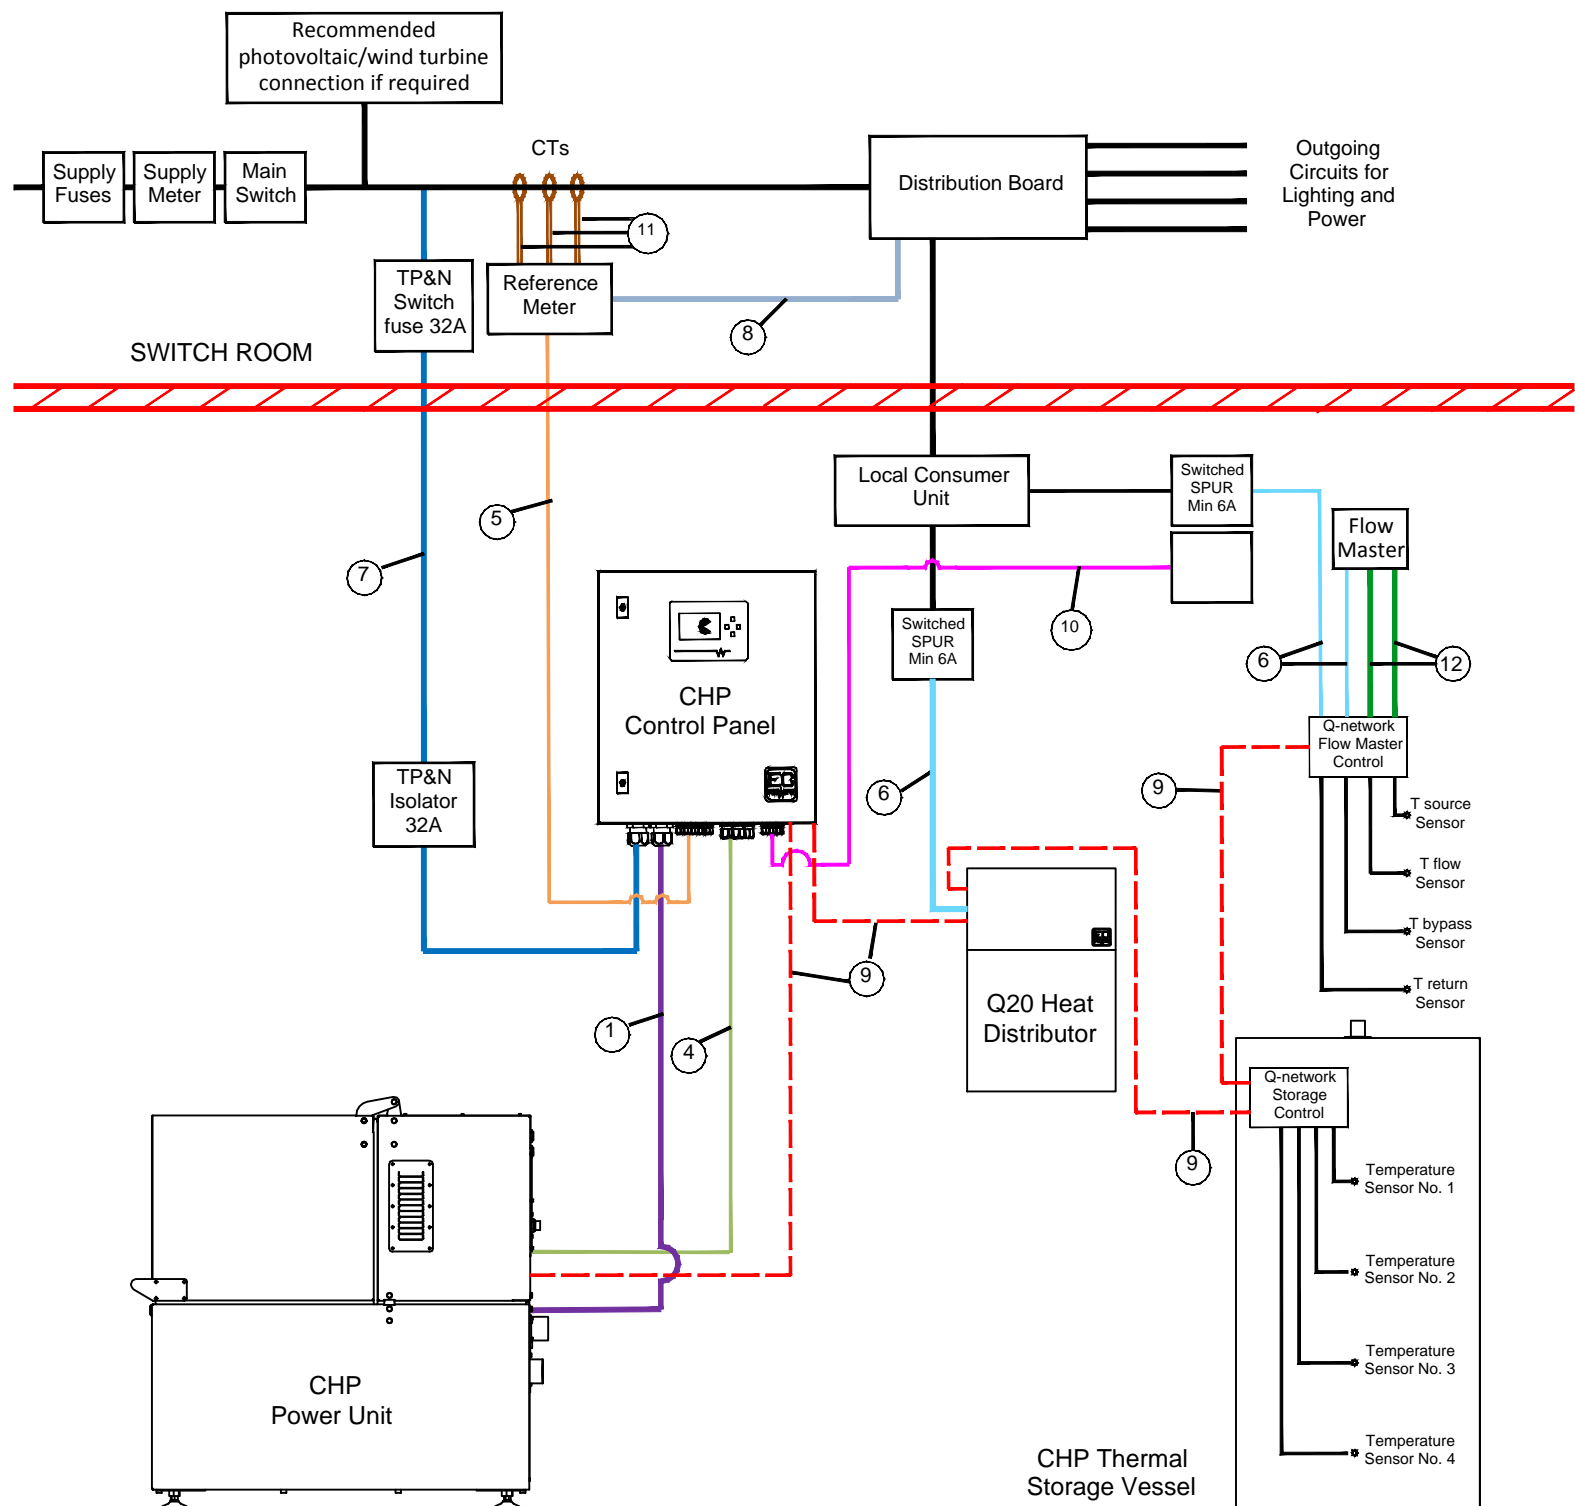 Recommended
photovoltaic/wind turbine
connection if required
Supply
Fuses
Supply
Meter
Main
Switch
CTs
Distribution Board
Outgoing
Circuits for
Lighting and
Power
11
TP&N
Switch
fuse 32A
Reference
Meter
8
SWITCH ROOM
Local Consumer
Unit
Switched
SPUR
Min 6A
5
Flow
Master
7
10
Switched
SPUR
Min 6A
6
12
CHP
Control Panel
Q-network
Flow Master
Control
TP&N
Isolator
32A
6
9
T source
Sensor
T flow
Sensor
T bypass
Sensor
9
T return
Sensor
Q20 Heat
Distributor
1
4
Q-network
Storage
Control
9
Temperature
Sensor No. 1
Temperature
Sensor No. 2
Temperature
Sensor No. 3
CHP
Power Unit
Temperature
Sensor No. 4
CHP Thermal
Storage Vessel